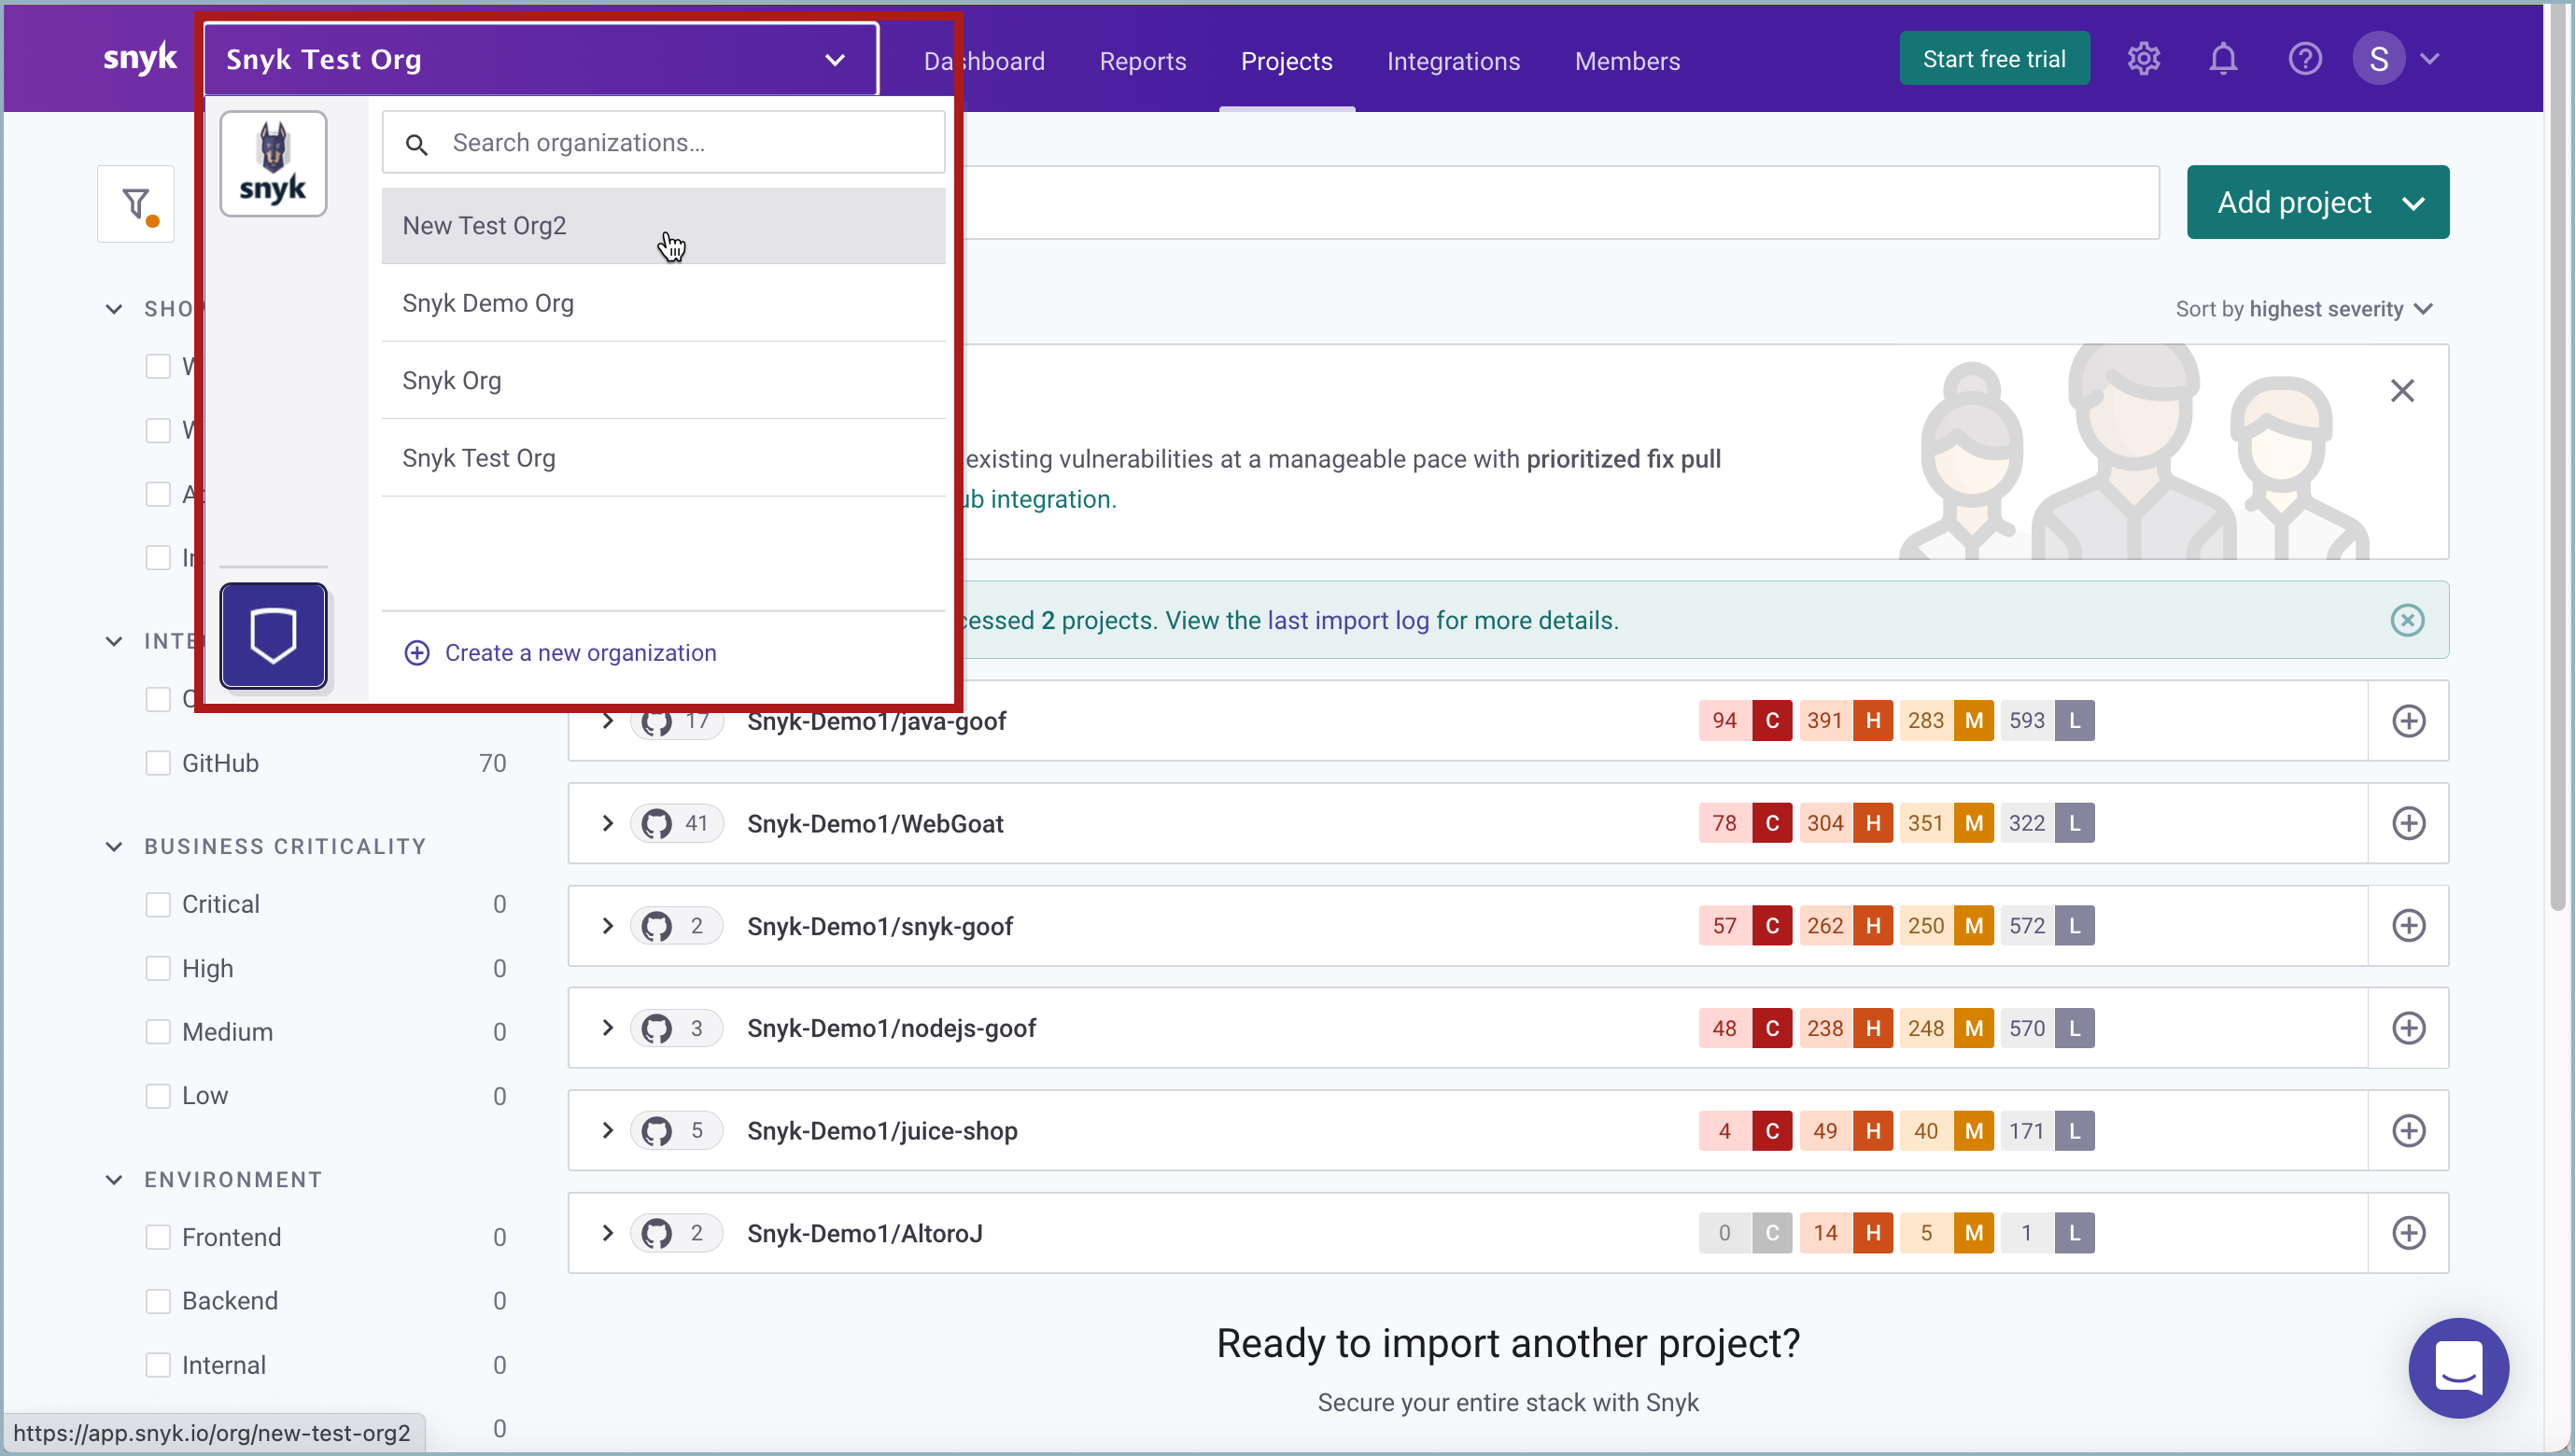 snyk
Snyk Test Org
Dashboard
Reports
Projects
Integrations
Members
Start free trial
S
snyk
Search organizations...
New Test Org2
Snyk Demo Org
Snyk Org
Snyk Test Org
Create a new organization
Add project
Sort by highest severity
existing vulnerabilities at a manageable pace with prioritized fix pull
integration.
2 projects. View the last import log for more details.
GitHub 70
BUSINESS CRITICALITY
Critical 0
High 0
Medium 0
Low 0
ENVIRONMENT
Frontend 0
Backend 0
Internal 0
0
17 Snyk-Demo1/java-goof 94 C 391 H 283 M 593 L
41 Snyk-Demo1/WebGoat 78 C 304 H 351 M 322 L
2 Snyk-Demo1/snyk-goof 57 C 262 H 250 M 572 L
3 Snyk-Demo1/nodejs-goof 48 C 238 H 248 M 570 L
5 Snyk-Demo1/juice-shop 4 C 49 H 40 M 171 L
2 Snyk-Demo1/AltoroJ 0 C 14 H 5 M 1 L
Ready to import another project?
Secure your entire stack with Snyk
https://app.snyk.io/org/new-test-org2